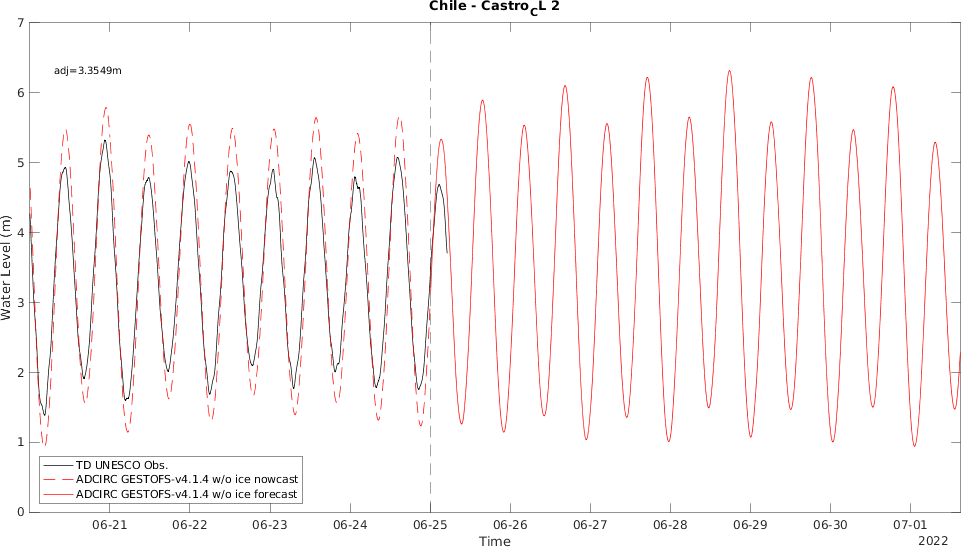 Chile - Castro_CL 2
adj=3.3549m
Water Level (m)
7
6
5
4
3
2
1
0
TD UNESCO Obs.
ADCIRC GESTOFS-v4.1.4 w/o ice nowcast
ADCIRC GESTOFS-v4.1.4 w/o ice forecast
06-21 06-22 06-23 06-24 06-25 06-26 06-27 06-28 06-29 06-30 07-01
Time
2022